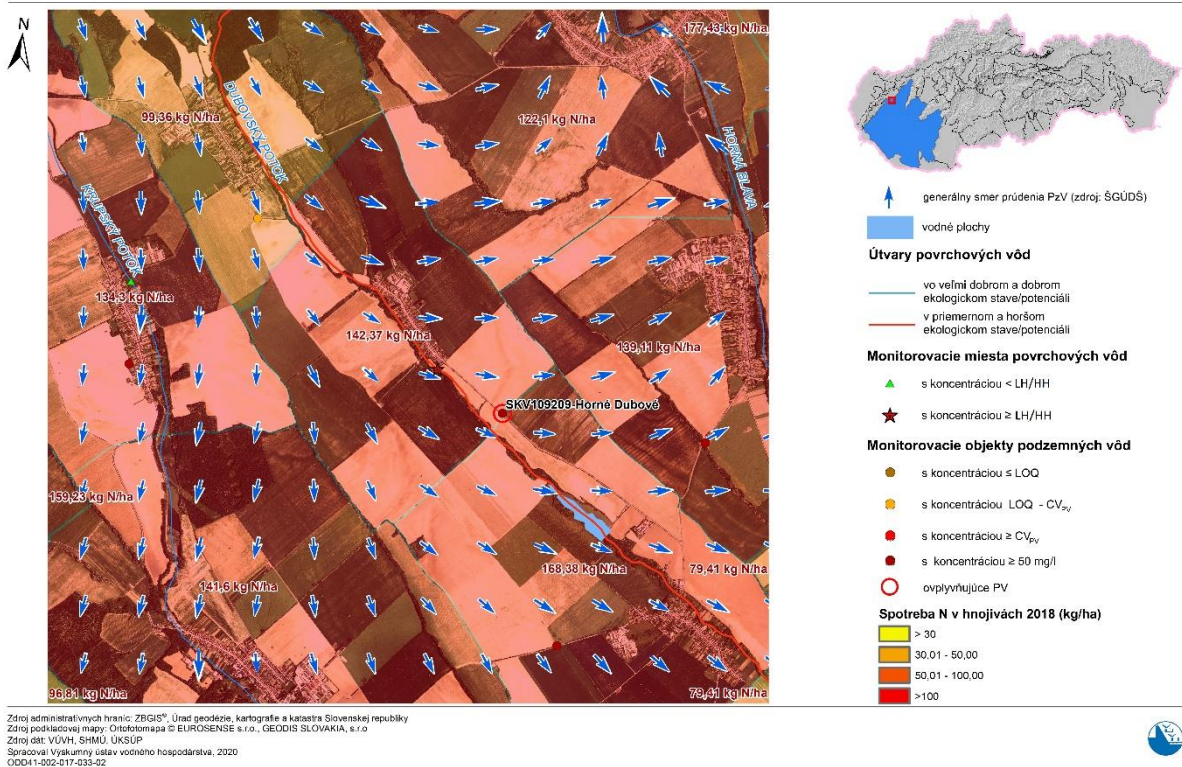 N
177,43 kg N/ha
DUBOVSKÝ POTOK
99,36 kg N/ha
122,1 kg N/ha
HORNÁ BLAVA
KRUPSKÝ POTOK
134,3 kg N/ha
142,37 kg N/ha
139,11 kg N/ha
SKV109209-Horné Dubové
159,23 kg N/ha
168,38 kg N/ha
79,41 kg N/ha
141,6 kg N/ha
96,81 kg N/ha
79,41 kg N/ha
generálny smer prúdenia PzV (zdroj: ŠGÚDŠ)
vodné plochy
Útvary povrchových vôd
vo veľmi dobrom a dobrom
ekologickom stave/potenciáli
v priemernom a horšom
ekologickom stave/potenciáli
Monitorovacie miesta povrchových vôd
s koncentráciou < LH/HH
s koncentráciou ≥ LH/HH
Monitorovacie objekty podzemných vôd
s koncentráciou ≤ LOQ
s koncentráciou LOQ - CVPV
s koncentráciou ≥ CVPV
s koncentráciou ≥ 50 mg/l
ovplyvňujúce PV
Spotreba N v hnojivách 2018 (kg/ha)
> 30
30,01 - 50,00
50,01 - 100,00
>100
Zdroj administratívnych hraníc: ZBGIS®, Úrad geodézie, kartografie a katastra Slovenskej republiky
Zdroj podkladovej mapy: Ortofotomapa © EUROSENSE s.r.o., GEODIS SLOVAKIA, s.r.o
Zdroj dát: VÚVH, SHMÚ, ÚKSÚP
Spracoval Výskumný ústav vodného hospodárstva, 2020
ODD41-002-017-033-02